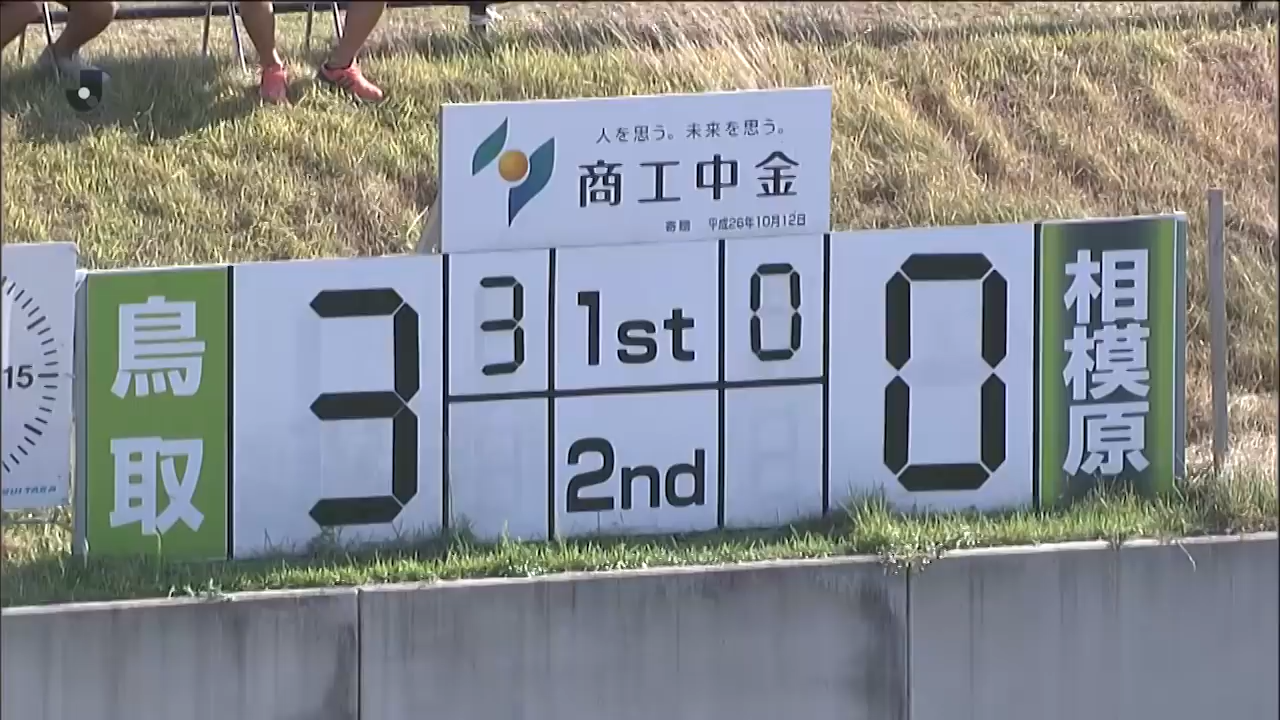 人を思う。未来を思う。
商工中金
寄贈 平成26年10月12日
15
鳥取
3
3 1st 0
2nd
0
相模原